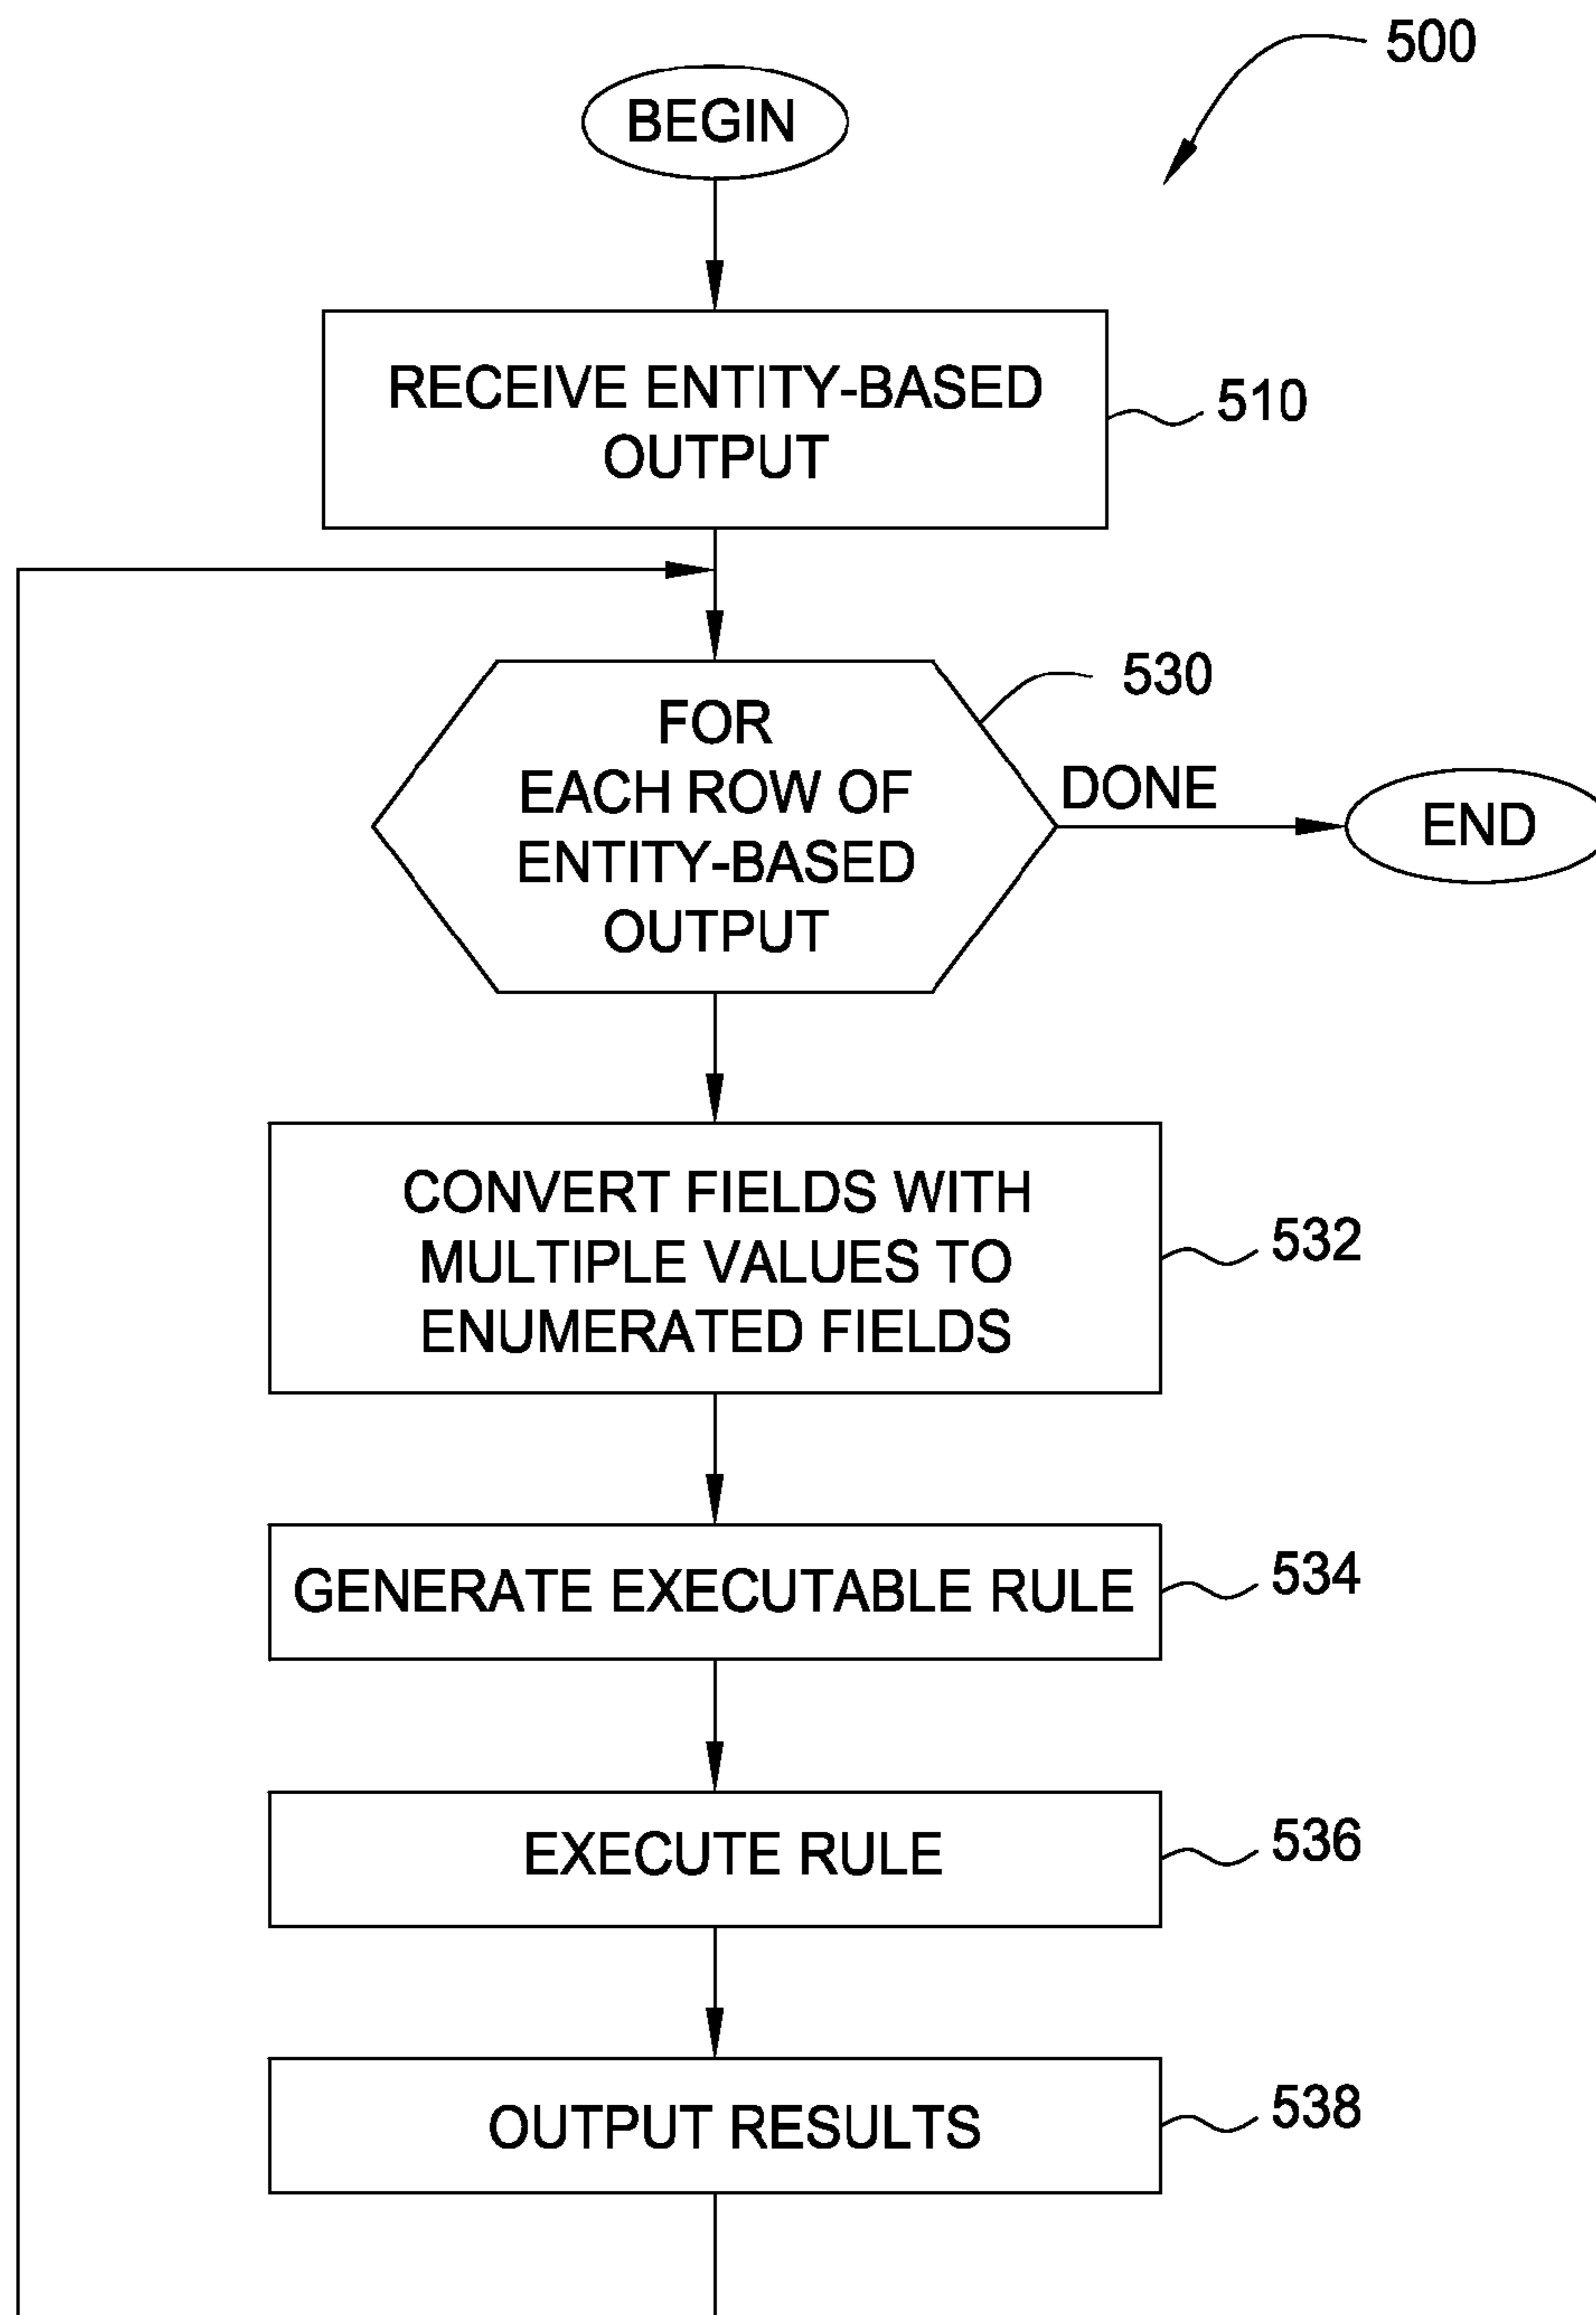 500
BEGIN
RECEIVE ENTITY-BASED
OUTPUT
510
530
FOR
EACH ROW OF
ENTITY-BASED
OUTPUT
DONE
END
CONVERT FIELDS WITH
MULTIPLE VALUES TO
ENUMERATED FIELDS
532
GENERATE EXECUTABLE RULE
534
EXECUTE RULE
536
OUTPUT RESULTS
538